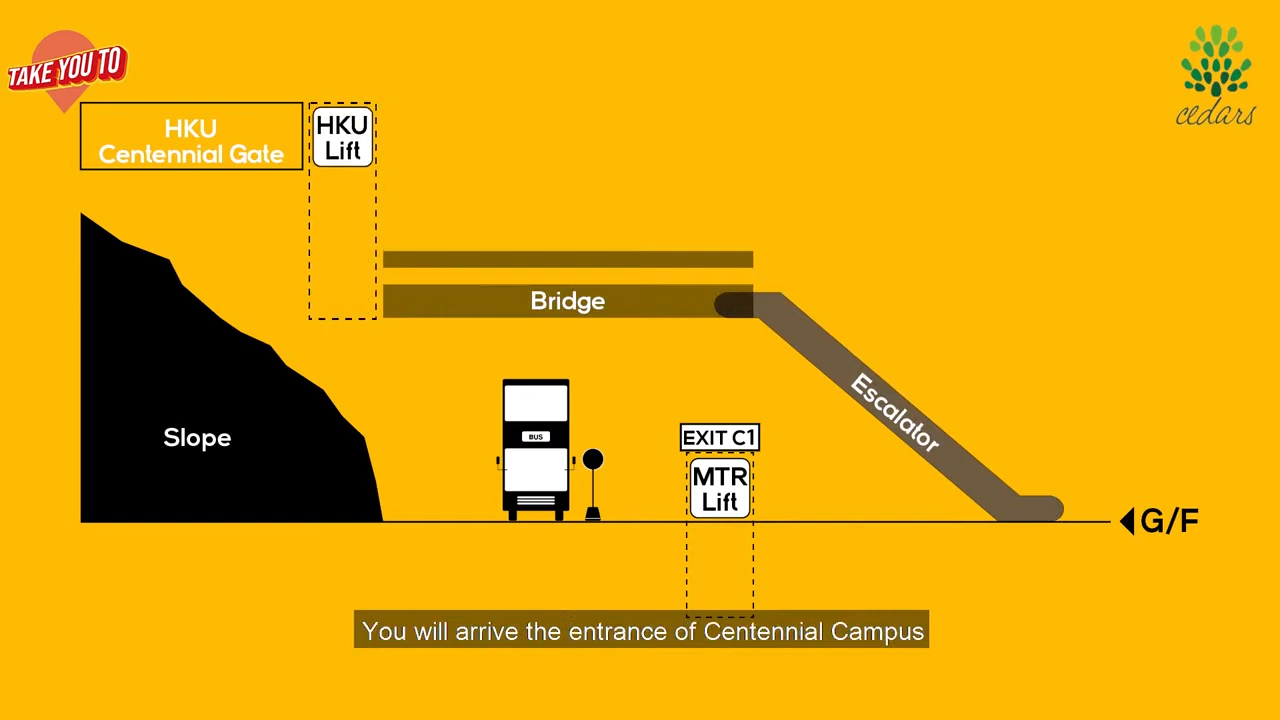 TAKE YOU TO
cedars
HKU
Centennial Gate
HKU
Lift
Bridge
Escalator
Slope
BUS
EXIT C1
MTR
Lift
G/F
You will arrive the entrance of Centennial Campus